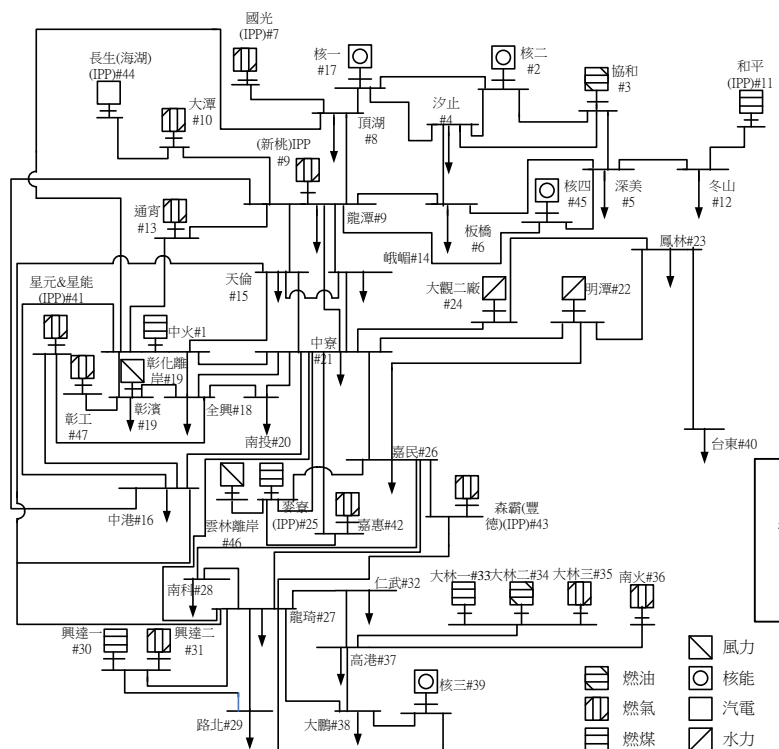 國光
(IPP)#7
長生(海湖)
(IPP)#44
大潭
#10
核一
#17
核二
#2
協和
#3
和平
(IPP)#11
頂湖
#8
汐止
#4
(新桃)IPP
#9
深美
#5
冬山
#12
核四
#45
通宵
#13
龍潭#9
板橋
#6
鳳林#23
峨嵋#14
天倫
#15
大觀二廠
#24
明潭#22
星元&星能
(IPP)#41
中火#1
中寮
#21
彰化離
岸#19
彰工
#47
彰濱
#19
全興#18
南投#20
台東#40
嘉民#26
中港#16
雲林離岸
#46
麥寮
(IPP)#25
嘉惠#42
森霸(豐
德)(IPP)#43
南科#28
龍琦#27
仁武#32
大林一#33
大林二#34
大林三#35
南火#36
興達一
#30
興達二
#31
高港#37
核三#39
路北#29
大鵬#38
風力
燃油
核能
燃氣
汽電
燃煤
水力